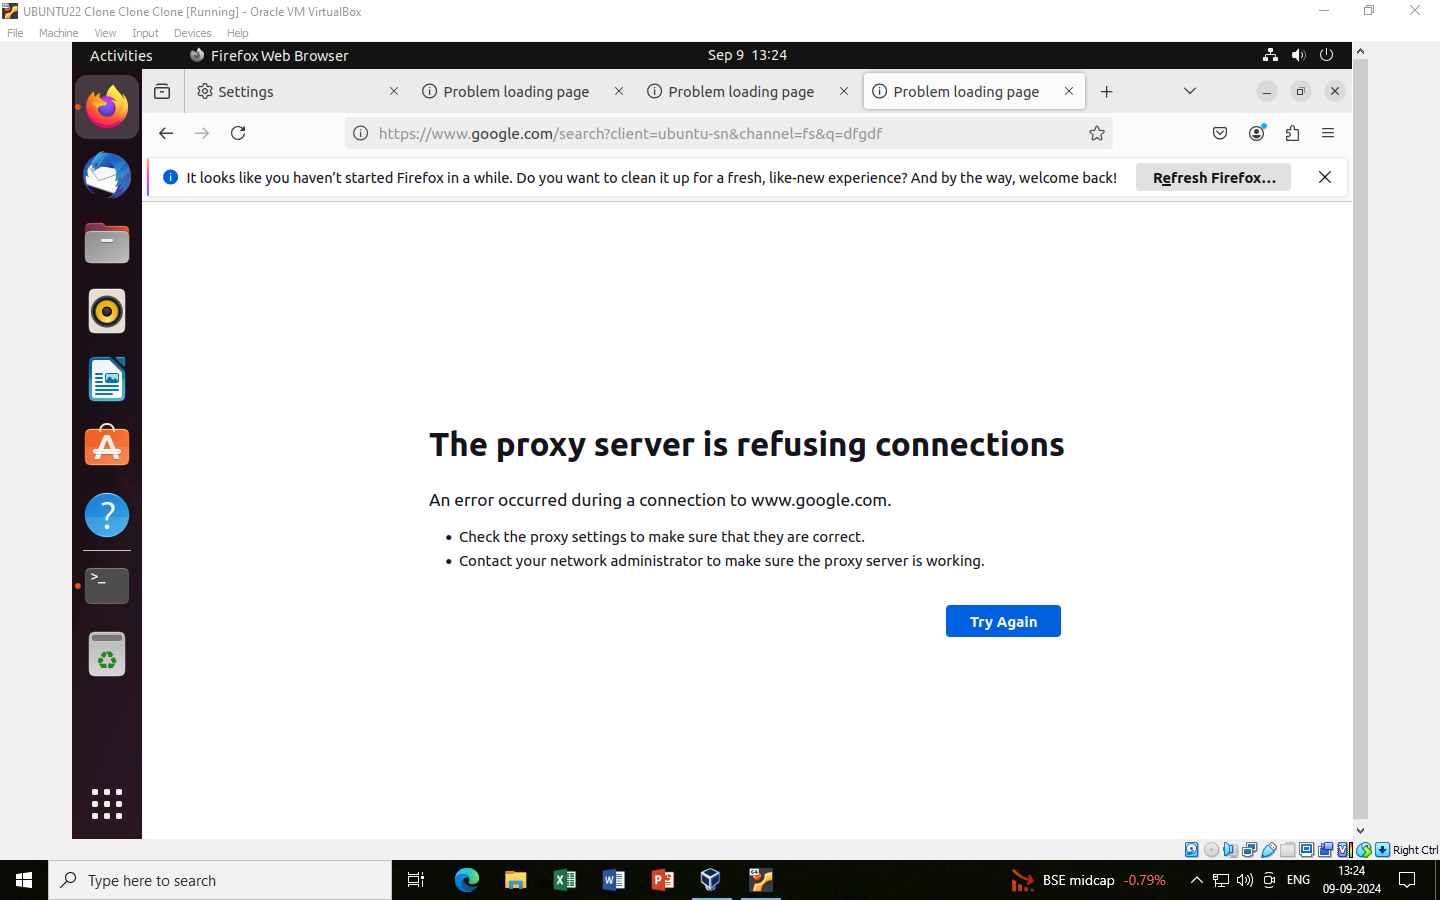 UBUNTU22 Clone Clone Clone [Running] - Oracle VM VirtualBox
File Machine View Input Devices Help
Activities Firefox Web Browser Sep 9 13:24
Settings Problem loading page Problem loading page Problem loading page
https://www.google.com/search?client=ubuntu-sn&channel=fs&q=dfgdf
It looks like you haven't started Firefox in a while. Do you want to clean it up for a fresh, like-new experience? And by the way, welcome back! Refresh Firefox...
The proxy server is refusing connections
An error occurred during a connection to www.google.com.
• Check the proxy settings to make sure that they are correct.
• Contact your network administrator to make sure the proxy server is working.
Try Again
Right Ctrl
Type here to search
BSE midcap -0.79%
ENG
13:24
09-09-2024